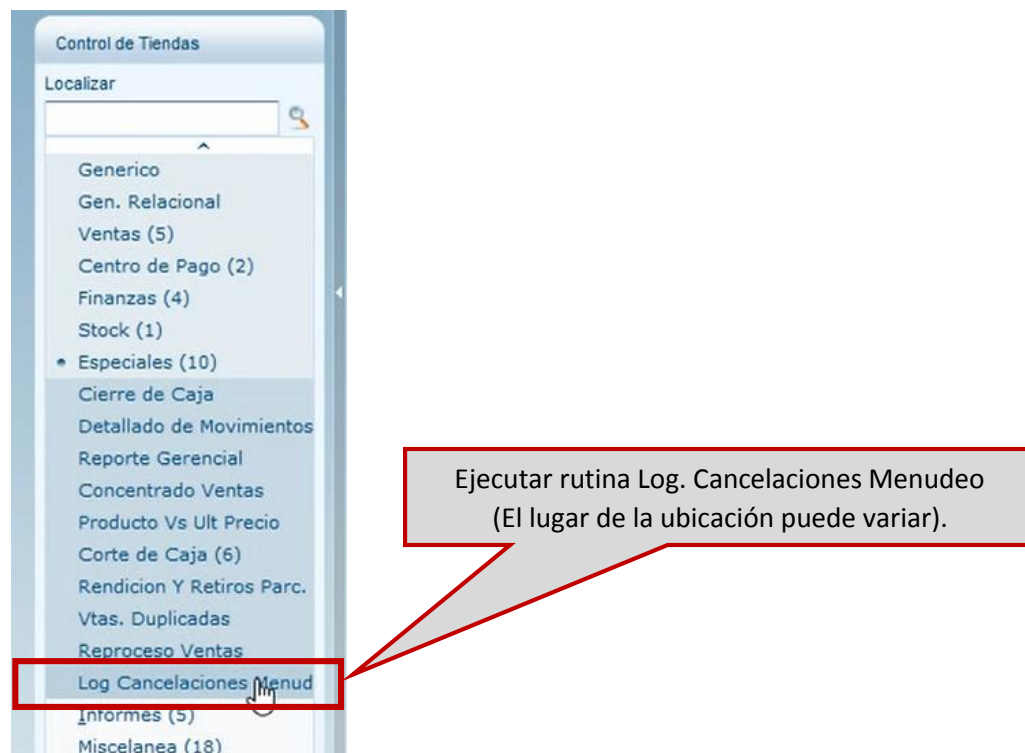 Control de Tiendas
Localizar
Generico
Gen. Relacional
Ventas (5)
Centro de Pago (2)
Finanzas (4)
Stock (1)
Especiales (10)
Cierre de Caja
Detallado de Movimientos
Reporte Gerencial
Concentrado Ventas
Producto Vs Ult Precio
Corte de Caja (6)
Rendicion Y Retiros Parc.
Vtas. Duplicadas
Reproceso Ventas
Log Cancelaciones Menud
Informes (5)
Miscelanea (18)
Ejecutar rutina Log. Cancelaciones Menudeo
(El lugar de la ubicación puede variar).